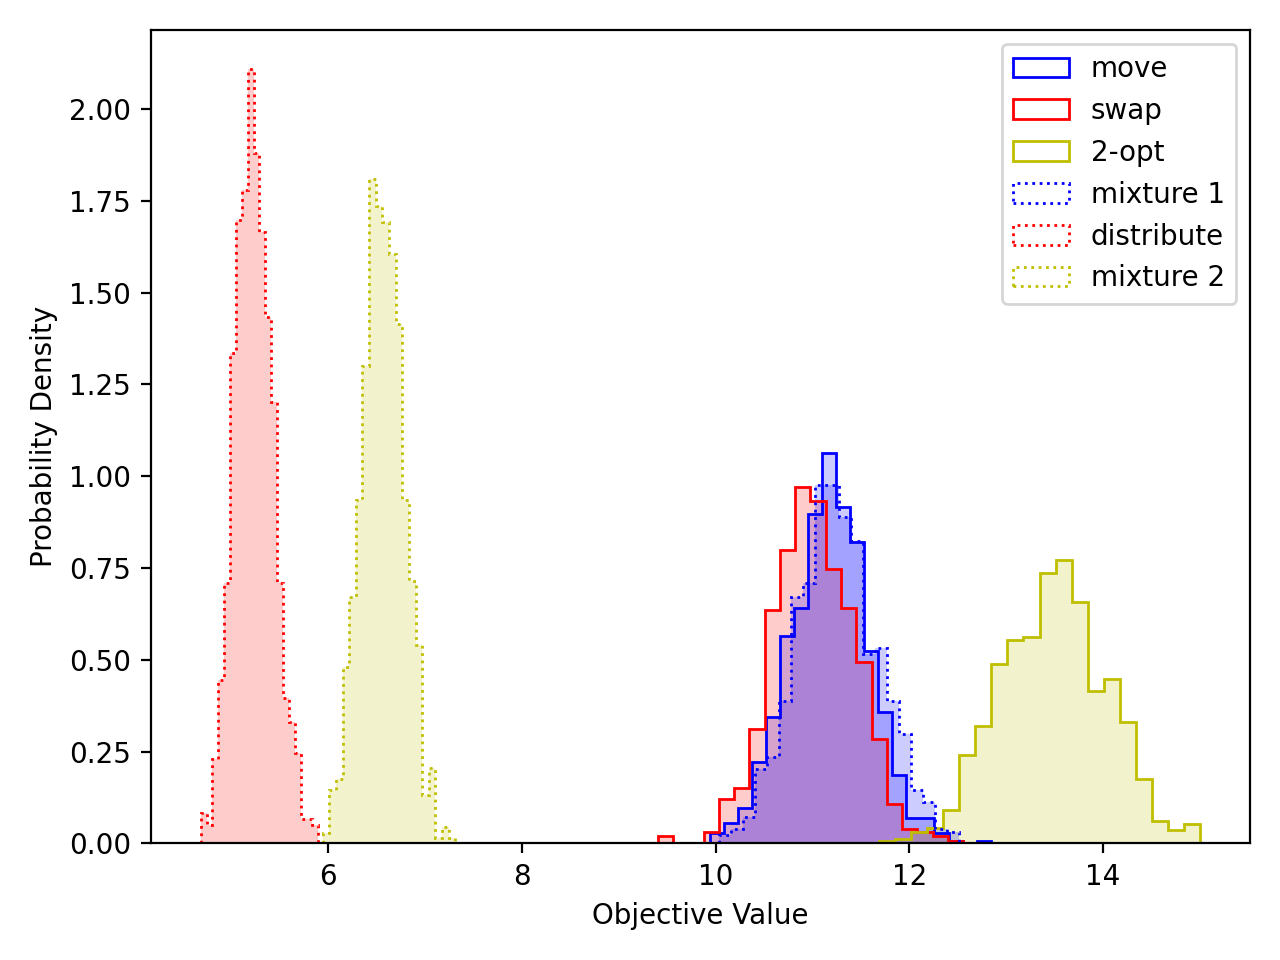 move
swap
2-opt
mixture 1
distribute
mixture 2
2.00
1.75
1.50
1.25
1.00
0.75
0.50
0.25
0.00
Probability Density
6 8 10 12 14
Objective Value